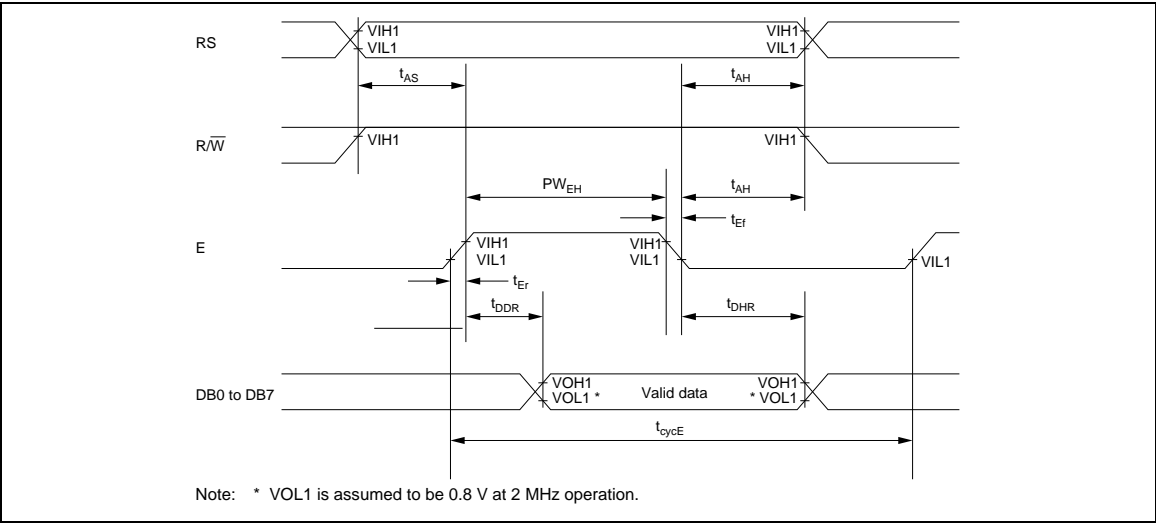 RS
VIH1
VIL1
VIH1
VIL1
tAS
tAH
R/W̅
VIH1
VIH1
PWEH
tAH
tEf
E
VIH1
VIL1
VIH1
VIL1
VIL1
tEr
tDDR
tDHR
DB0 to DB7
VOH1
VOL1 *
Valid data
VOH1
* VOL1
tcycE
Note: * VOL1 is assumed to be 0.8 V at 2 MHz operation.